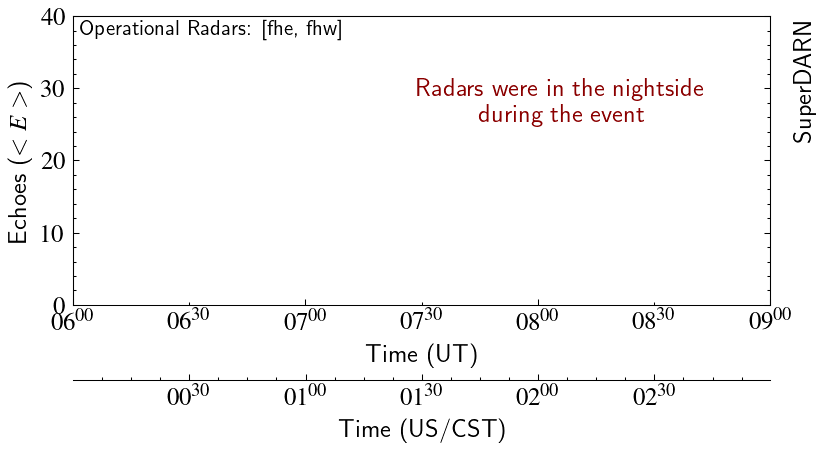 Operational Radars: [fhe, fhw]
Radars were in the nightside
during the event
SuperDARN
Echoes (< E >)
40
30
20
10
0
06^00 06^30 07^00 07^30 08^00 08^30 09^00
Time (UT)
00^30 01^00 01^30 02^00 02^30
Time (US/CST)